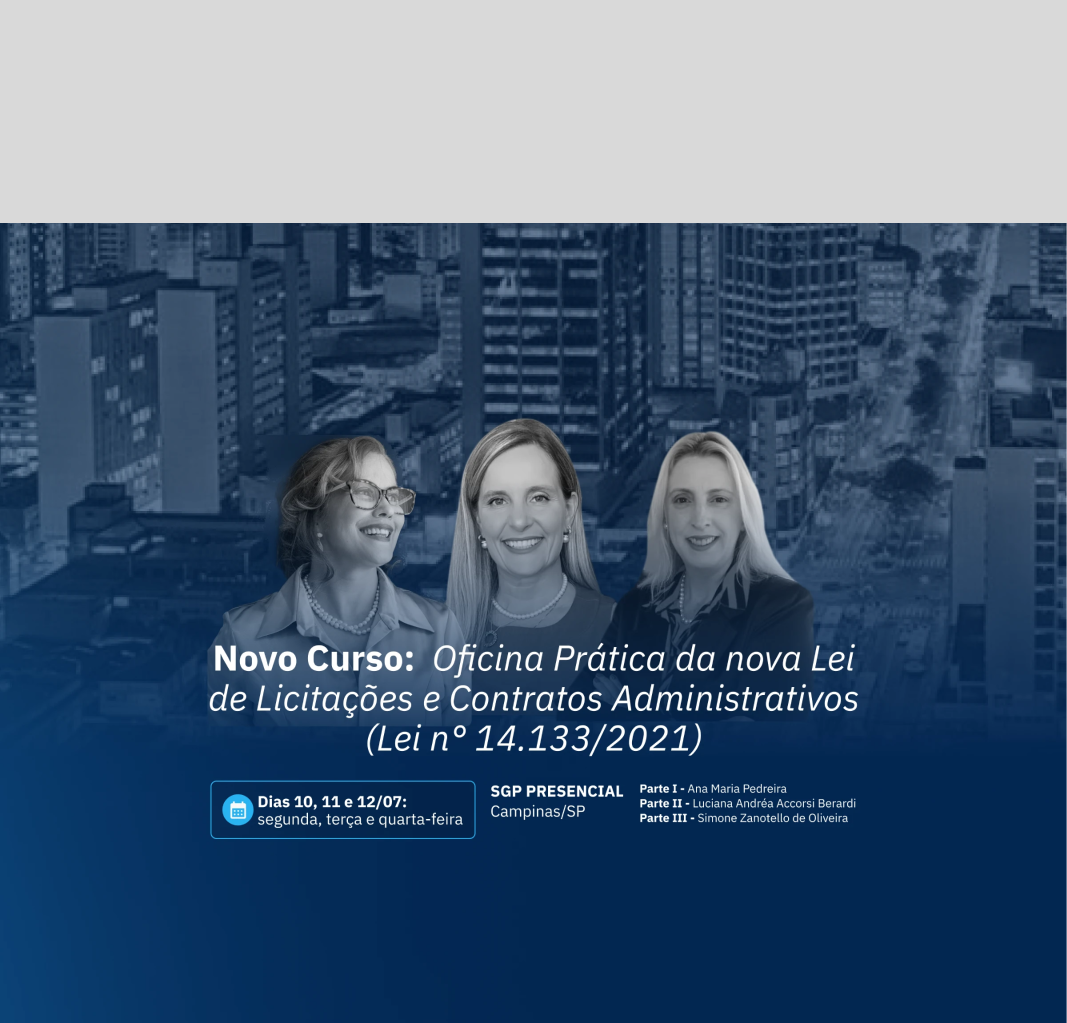 Novo Curso: Oficina Prática da nova Lei
de Licitações e Contratos Administrativos
(Lei nº 14.133/2021)
Dias 10, 11 e 12/07:
segunda, terça e quarta-feira
SGP PRESENCIAL
Campinas/SP
Parte I - Ana Maria Pedreira
Parte II - Luciana Andréa Accorsi Berardi
Parte III - Simone Zanotello de Oliveira